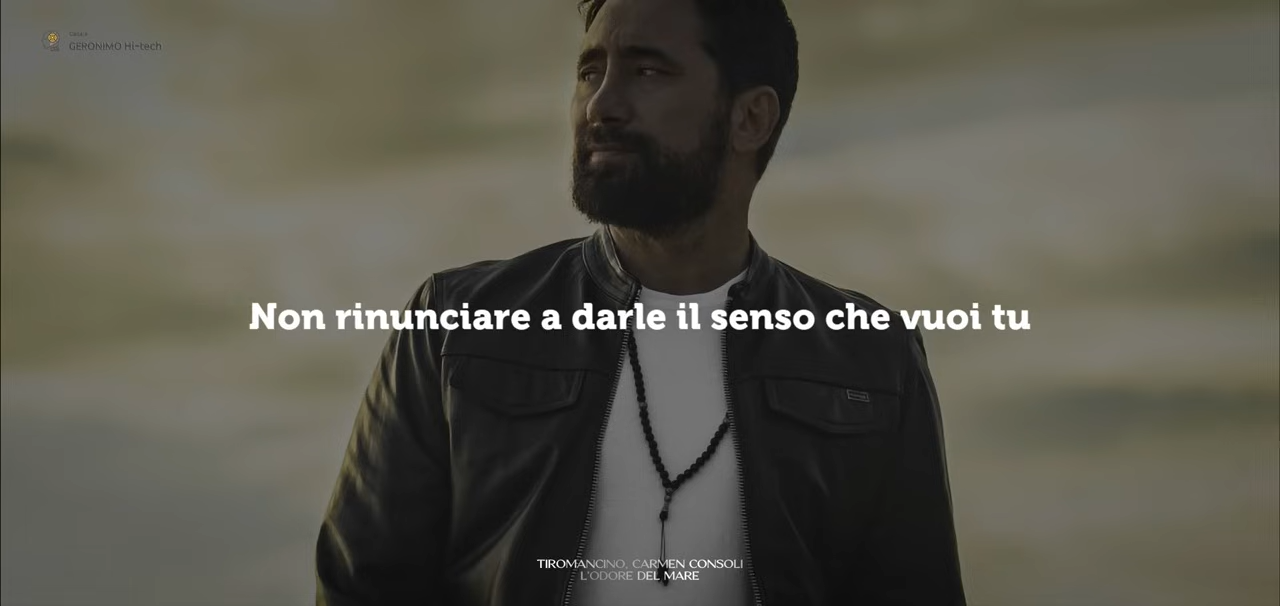 GERONIMO Hi-tech
Non rinunciare a darle il senso che vuoi tu
TIROMANCINO, CARMEN CONSOLI
L'ODORE DEL MARE